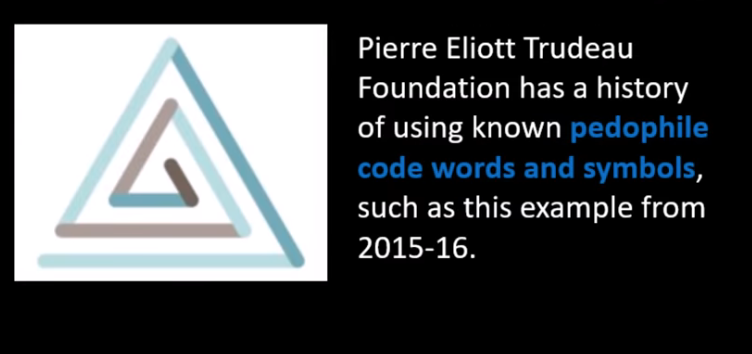 Pierre Eliott Trudeau
Foundation has a history
of using known pedophile
code words and symbols,
such as this example from
2015-16.